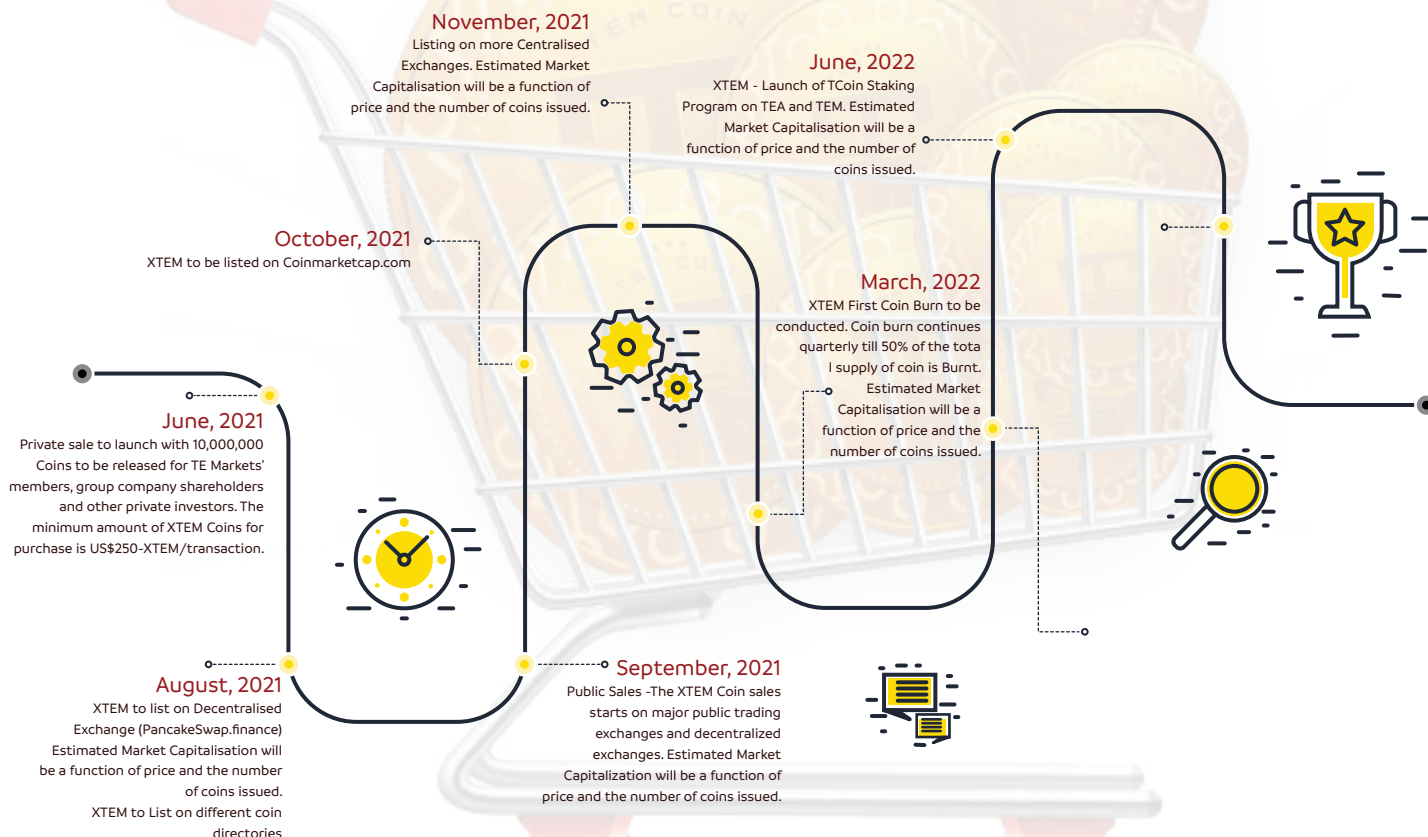 November, 2021
Listing on more Centralised
Exchanges. Estimated Market
Capitalisation will be a function of
price and the number of coins issued.
June, 2022
XTEM - Launch of TCoin Staking
Program on TEA and TEM. Estimated
Market Capitalisation will be a
function of price and the number of
coins issued.
October, 2021
XTEM to be listed on Coinmarketcap.com
March, 2022
XTEM First Coin Burn to be
conducted. Coin burn continues
quarterly till 50% of the tota
l supply of coin is Burnt.
Estimated Market
Capitalisation will be a
function of price and the
number of coins issued.
June, 2021
Private sale to launch with 10,000,000
Coins to be released for TE Markets’
members, group company shareholders
and other private investors. The
minimum amount of XTEM Coins for
purchase is US$250-XTEM/transaction.
August, 2021
XTEM to list on Decentralised
Exchange (PancakeSwap.finance)
Estimated Market Capitalisation will
be a function of price and the number
of coins issued.
XTEM to List on different coin
directories
September, 2021
Public Sales -The XTEM Coin sales
starts on major public trading
exchanges and decentralized
exchanges. Estimated Market
Capitalization will be a function of
price and the number of coins issued.